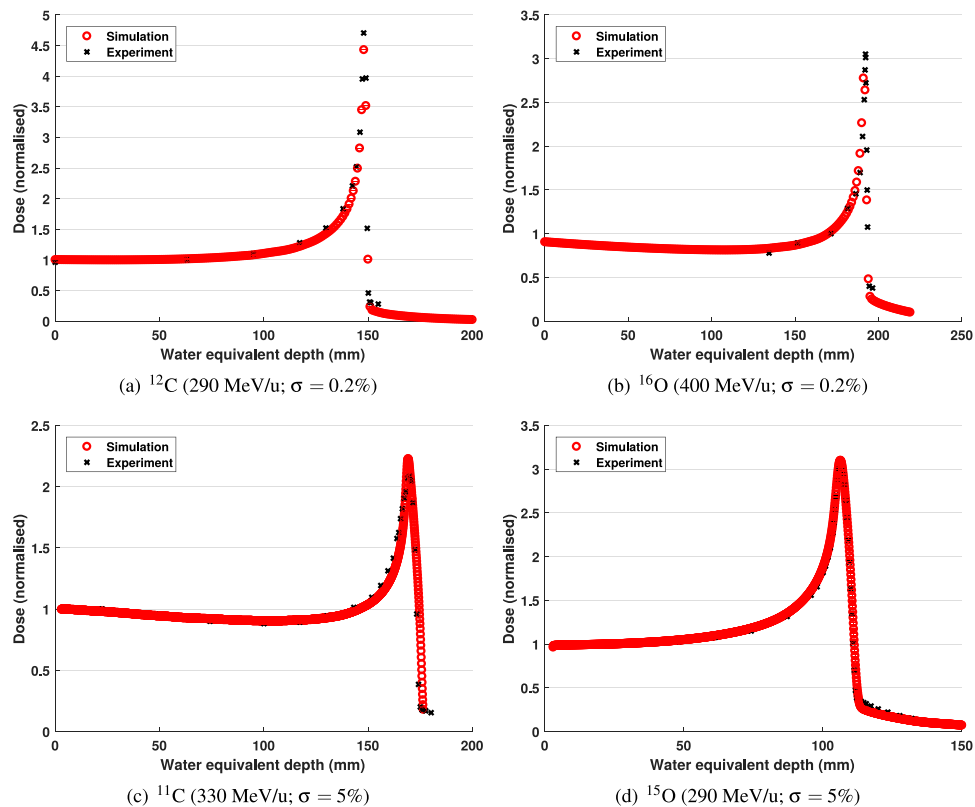 5
4.5
4
3.5
3
2.5
2
1.5
1
0.5
0
Dose (normalised)
Simulation
Experiment
0 50 100 150 200
Water equivalent depth (mm)
(a) ¹²C (290 MeV/u; σ = 0.2%)
3.5
3
2.5
2
1.5
1
0.5
0
Dose (normalised)
Simulation
Experiment
0 50 100 150 200 250
Water equivalent depth (mm)
(b) ¹⁶O (400 MeV/u; σ = 0.2%)
2.5
2
1.5
1
0.5
0
Dose (normalised)
Simulation
Experiment
0 50 100 150 200
Water equivalent depth (mm)
(c) ¹¹C (330 MeV/u; σ = 5%)
3.5
3
2.5
2
1.5
1
0.5
0
Dose (normalised)
Simulation
Experiment
0 50 100 150
Water equivalent depth (mm)
(d) ¹⁵O (290 MeV/u; σ = 5%)